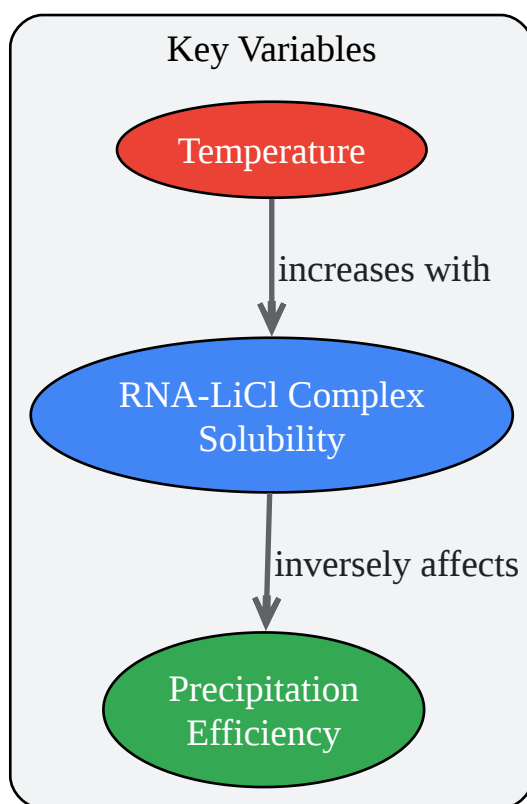 Key Variables
Temperature
increases with
RNA-LiCl Complex
Solubility
inversely affects
Precipitation
Efficiency